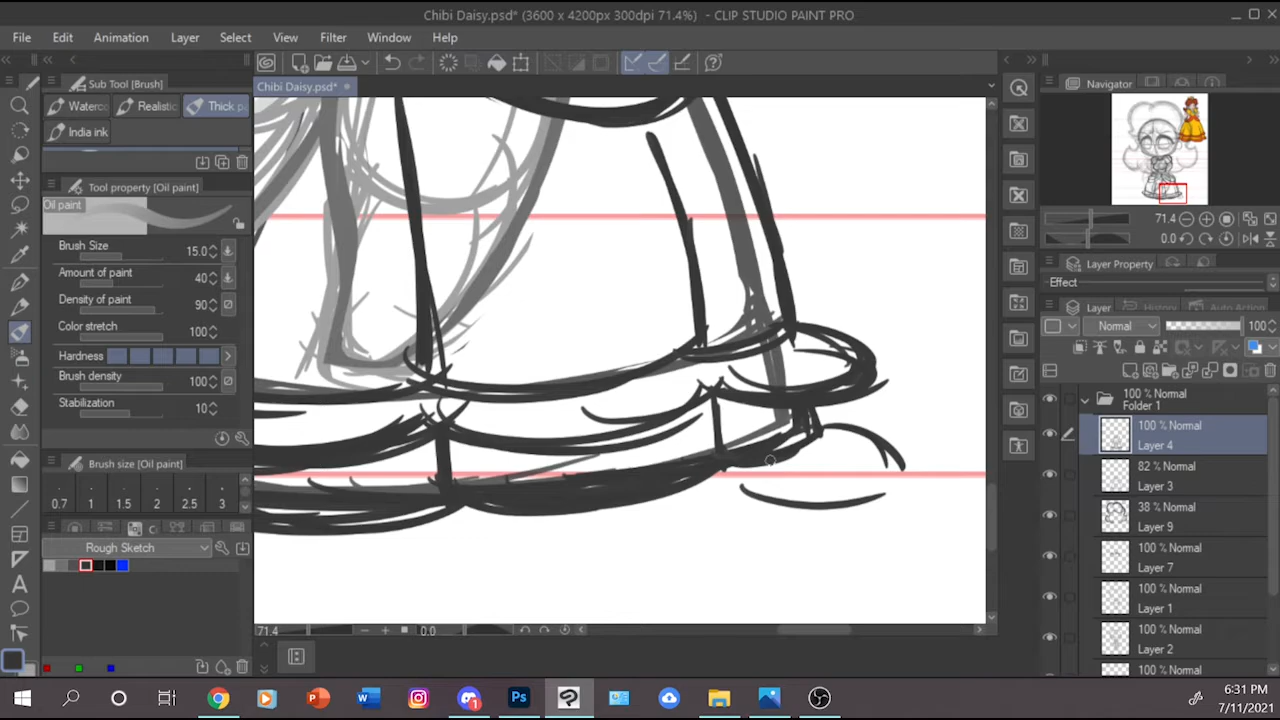 Chibi Daisy.psd* (3600 x 4200px 300dpi 71.4%) - CLIP STUDIO PAINT PRO
File Edit Animation Layer Select View Filter Window Help
Sub Tool [Brush]
Chibi Daisy.psd*
Navigator
Realistic Thick
India ink
Tool property [Oil paint]
Oil paint
Brush Size 15.0
Amount of paint 40
Density of paint 90
Color stretch 100
Hardness
Brush density 100
Stabilization 10
71.4
0.0
Layer Property
Effect
Layer History Auto Action
Normal 100
100 % Normal
Folder 1
100 % Normal
Layer 4
82 % Normal
Layer 3
38 % Normal
Layer 9
100 % Normal
Layer 7
100 % Normal
Layer 1
100 % Normal
Layer 2
100 % Normal
Brush size [Oil paint]
0.7 1 1.5 2 2.5 3
Rough Sketch
71.4 0.0
6:31 PM
7/11/2021